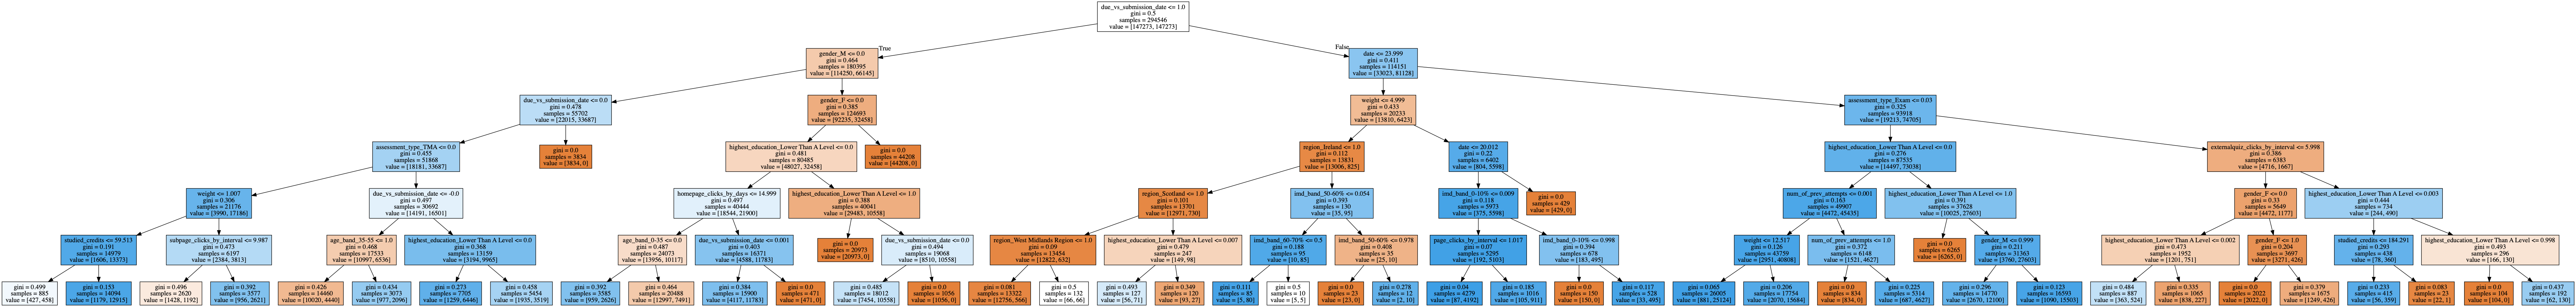 due_vs_submission_date <= 1.0
gini = 0.5
samples = 294546
value = [147273, 147273]
True
False
gender_M <= 0.0
gini = 0.464
samples = 180395
value = [114250, 66145]
date <= 23.999
gini = 0.411
samples = 114151
value = [33023, 81128]
due_vs_submission_date <= 0.0
gini = 0.478
samples = 55702
value = [22015, 33687]
gender_F <= 0.0
gini = 0.385
samples = 124693
value = [92235, 32458]
weight <= 4.999
gini = 0.433
samples = 20233
value = [13810, 6423]
assessment_type_Exam <= 0.03
gini = 0.325
samples = 93918
value = [19213, 74705]
assessment_type_TMA <= 0.0
gini = 0.455
samples = 51868
value = [18181, 33687]
gini = 0.0
samples = 3834
value = [3834, 0]
highest_education_Lower Than A Level <= 0.0
gini = 0.481
samples = 80485
value = [48027, 32458]
gini = 0.0
samples = 44208
value = [44208, 0]
region_Ireland <= 1.0
gini = 0.112
samples = 13831
value = [13006, 825]
date <= 20.012
gini = 0.22
samples = 6402
value = [804, 5598]
highest_education_Lower Than A Level <= 0.0
gini = 0.276
samples = 87535
value = [14497, 73038]
externalquiz_clicks_by_interval <= 5.998
gini = 0.386
samples = 6383
value = [4716, 1667]
weight <= 1.007
gini = 0.306
samples = 21176
value = [3990, 17186]
due_vs_submission_date <= -0.0
gini = 0.497
samples = 30692
value = [14191, 16501]
homepage_clicks_by_days <= 14.999
gini = 0.497
samples = 40444
value = [18544, 21900]
highest_education_Lower Than A Level <= 1.0
gini = 0.388
samples = 40041
value = [29483, 10558]
region_Scotland <= 1.0
gini = 0.101
samples = 13701
value = [12971, 730]
imd_band_50-60% <= 0.054
gini = 0.393
samples = 130
value = [35, 95]
imd_band_0-10% <= 0.009
gini = 0.118
samples = 5973
value = [375, 5598]
gini = 0.0
samples = 429
value = [429, 0]
num_of_prev_attempts <= 0.001
gini = 0.163
samples = 49907
value = [4472, 45435]
highest_education_Lower Than A Level <= 1.0
gini = 0.391
samples = 37628
value = [10025, 27603]
gender_F <= 0.0
gini = 0.33
samples = 5649
value = [4472, 1177]
highest_education_Lower Than A Level <= 0.003
gini = 0.444
samples = 734
value = [244, 490]
studied_credits <= 59.513
gini = 0.191
samples = 14979
value = [1606, 13373]
subpage_clicks_by_interval <= 9.987
gini = 0.473
samples = 6197
value = [2384, 3813]
age_band_35-55 <= 1.0
gini = 0.468
samples = 17533
value = [10997, 6536]
highest_education_Lower Than A Level <= 0.0
gini = 0.368
samples = 13159
value = [3194, 9965]
age_band_0-35 <= 0.0
gini = 0.487
samples = 24073
value = [13956, 10117]
due_vs_submission_date <= 0.001
gini = 0.403
samples = 16371
value = [4588, 11783]
gini = 0.0
samples = 20973
value = [20973, 0]
due_vs_submission_date <= 0.0
gini = 0.494
samples = 19068
value = [8510, 10558]
region_West Midlands Region <= 1.0
gini = 0.09
samples = 13454
value = [12822, 632]
highest_education_Lower Than A Level <= 0.007
gini = 0.479
samples = 247
value = [149, 98]
imd_band_60-70% <= 0.5
gini = 0.188
samples = 95
value = [10, 85]
imd_band_50-60% <= 0.978
gini = 0.408
samples = 35
value = [25, 10]
page_clicks_by_interval <= 1.017
gini = 0.07
samples = 5295
value = [192, 5103]
imd_band_0-10% <= 0.998
gini = 0.394
samples = 678
value = [183, 495]
weight <= 12.517
gini = 0.126
samples = 43759
value = [2951, 40808]
num_of_prev_attempts <= 1.0
gini = 0.372
samples = 6148
value = [1521, 4627]
gini = 0.0
samples = 6265
value = [6265, 0]
gender_M <= 0.999
gini = 0.211
samples = 31363
value = [3760, 27603]
highest_education_Lower Than A Level <= 0.002
gini = 0.473
samples = 1952
value = [1201, 751]
gender_F <= 1.0
gini = 0.204
samples = 3697
value = [3271, 426]
studied_credits <= 184.291
gini = 0.293
samples = 438
value = [78, 360]
highest_education_Lower Than A Level <= 0.998
gini = 0.493
samples = 296
value = [166, 130]
gini = 0.499
samples = 885
value = [427, 458]
gini = 0.153
samples = 14094
value = [1179, 12915]
gini = 0.496
samples = 2620
value = [1428, 1192]
gini = 0.392
samples = 3577
value = [956, 2621]
gini = 0.426
samples = 14460
value = [10020, 4440]
gini = 0.434
samples = 3073
value = [977, 2096]
gini = 0.273
samples = 7705
value = [1259, 6446]
gini = 0.458
samples = 5454
value = [1935, 3519]
gini = 0.392
samples = 3585
value = [959, 2626]
gini = 0.464
samples = 20488
value = [12997, 7491]
gini = 0.384
samples = 15900
value = [4117, 11783]
gini = 0.0
samples = 471
value = [471, 0]
gini = 0.485
samples = 18012
value = [7454, 10558]
gini = 0.0
samples = 1056
value = [1056, 0]
gini = 0.081
samples = 13322
value = [12756, 566]
gini = 0.5
samples = 132
value = [66, 66]
gini = 0.493
samples = 127
value = [56, 71]
gini = 0.349
samples = 120
value = [93, 27]
gini = 0.111
samples = 85
value = [5, 80]
gini = 0.5
samples = 10
value = [5, 5]
gini = 0.0
samples = 23
value = [23, 0]
gini = 0.278
samples = 12
value = [2, 10]
gini = 0.04
samples = 4279
value = [87, 4192]
gini = 0.185
samples = 1016
value = [105, 911]
gini = 0.0
samples = 150
value = [150, 0]
gini = 0.117
samples = 528
value = [33, 495]
gini = 0.065
samples = 26005
value = [881, 25124]
gini = 0.206
samples = 17754
value = [2070, 15684]
gini = 0.0
samples = 834
value = [834, 0]
gini = 0.225
samples = 5314
value = [687, 4627]
gini = 0.296
samples = 14770
value = [2670, 12100]
gini = 0.123
samples = 16593
value = [1090, 15503]
gini = 0.484
samples = 887
value = [363, 524]
gini = 0.335
samples = 1065
value = [838, 227]
gini = 0.0
samples = 2022
value = [2022, 0]
gini = 0.379
samples = 1675
value = [1249, 426]
gini = 0.233
samples = 415
value = [56, 359]
gini = 0.083
samples = 23
value = [22, 1]
gini = 0.0
samples = 104
value = [104, 0]
gini = 0.437
samples = 192
value = [62, 130]